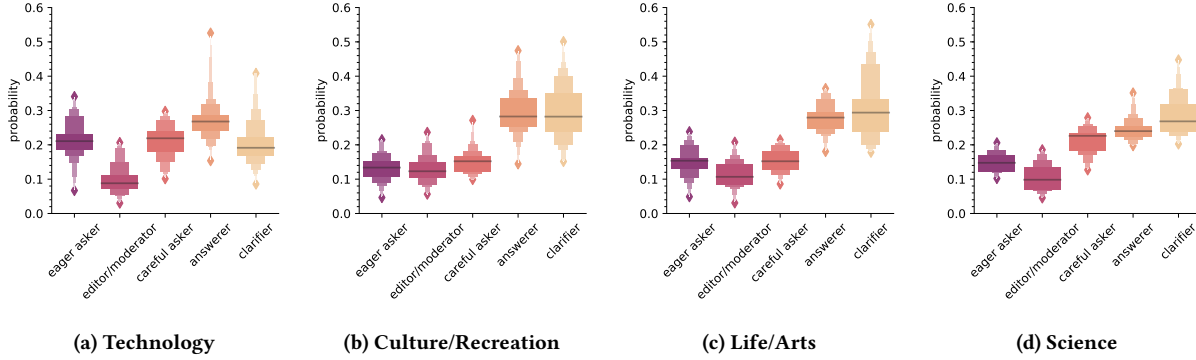 0.6
0.5
0.4
0.3
0.2
0.1
0.0
probability
eager asker
editor/moderator
careful asker
answerer
clarifier
(a) Technology
0.6
0.5
0.4
0.3
0.2
0.1
0.0
probability
eager asker
editor/moderator
careful asker
answerer
clarifier
(b) Culture/Recreation
0.6
0.5
0.4
0.3
0.2
0.1
0.0
probability
eager asker
editor/moderator
careful asker
answerer
clarifier
(c) Life/Arts
0.6
0.5
0.4
0.3
0.2
0.1
0.0
probability
eager asker
editor/moderator
careful asker
answerer
clarifier
(d) Science